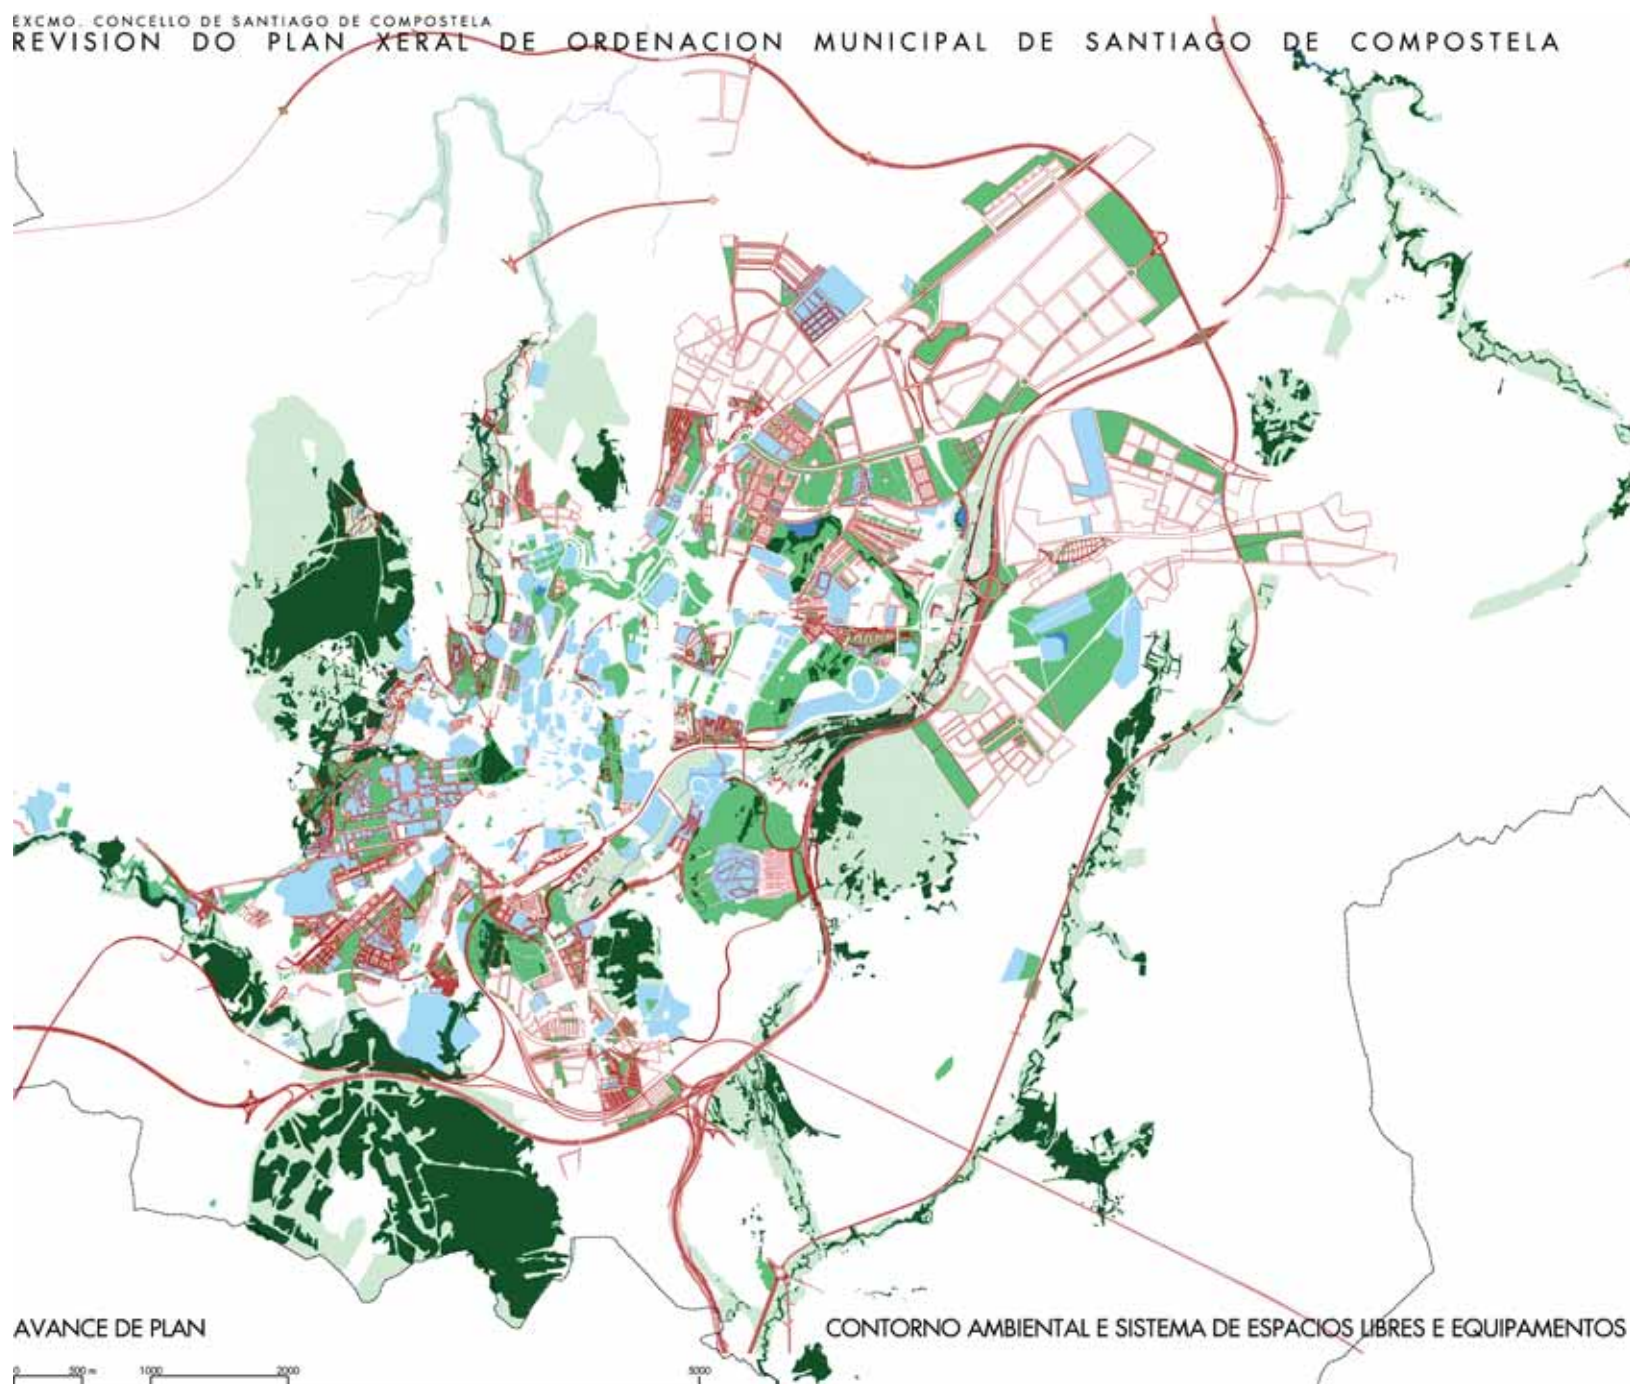 EXCMO. CONCELLO DE SANTIAGO DE COMPOSTELA
REVISION DO PLAN XERAL DE ORDENACION MUNICIPAL DE SANTIAGO DE COMPOSTELA
AVANCE DE PLAN
CONTORNO AMBIENTAL E SISTEMA DE ESPACIOS LIBRES E EQUIPAMENTOS
0 500 m 1000 2000 5000